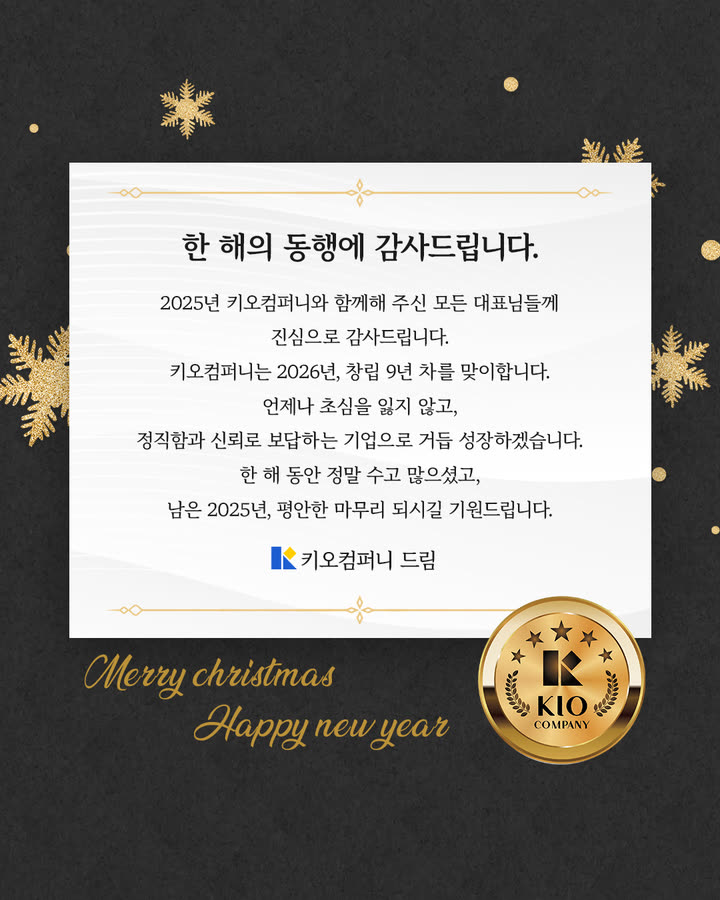 한 해의 동행에 감사드립니다.
2025년 키오컴퍼니와 함께해 주신 모든 대표님들께
진심으로 감사드립니다.
키오컴퍼니는 2026년, 창립 9년 차를 맞이합니다.
언제나 초심을 잃지 않고,
정직함과 신뢰로 보답하는 기업으로 거듭 성장하겠습니다.
한 해 동안 정말 수고 많으셨고,
남은 2025년, 평안한 마무리 되시길 기원드립니다.
키오컴퍼니 드림
Merry christmas
Happy new year
KIO
COMPANY